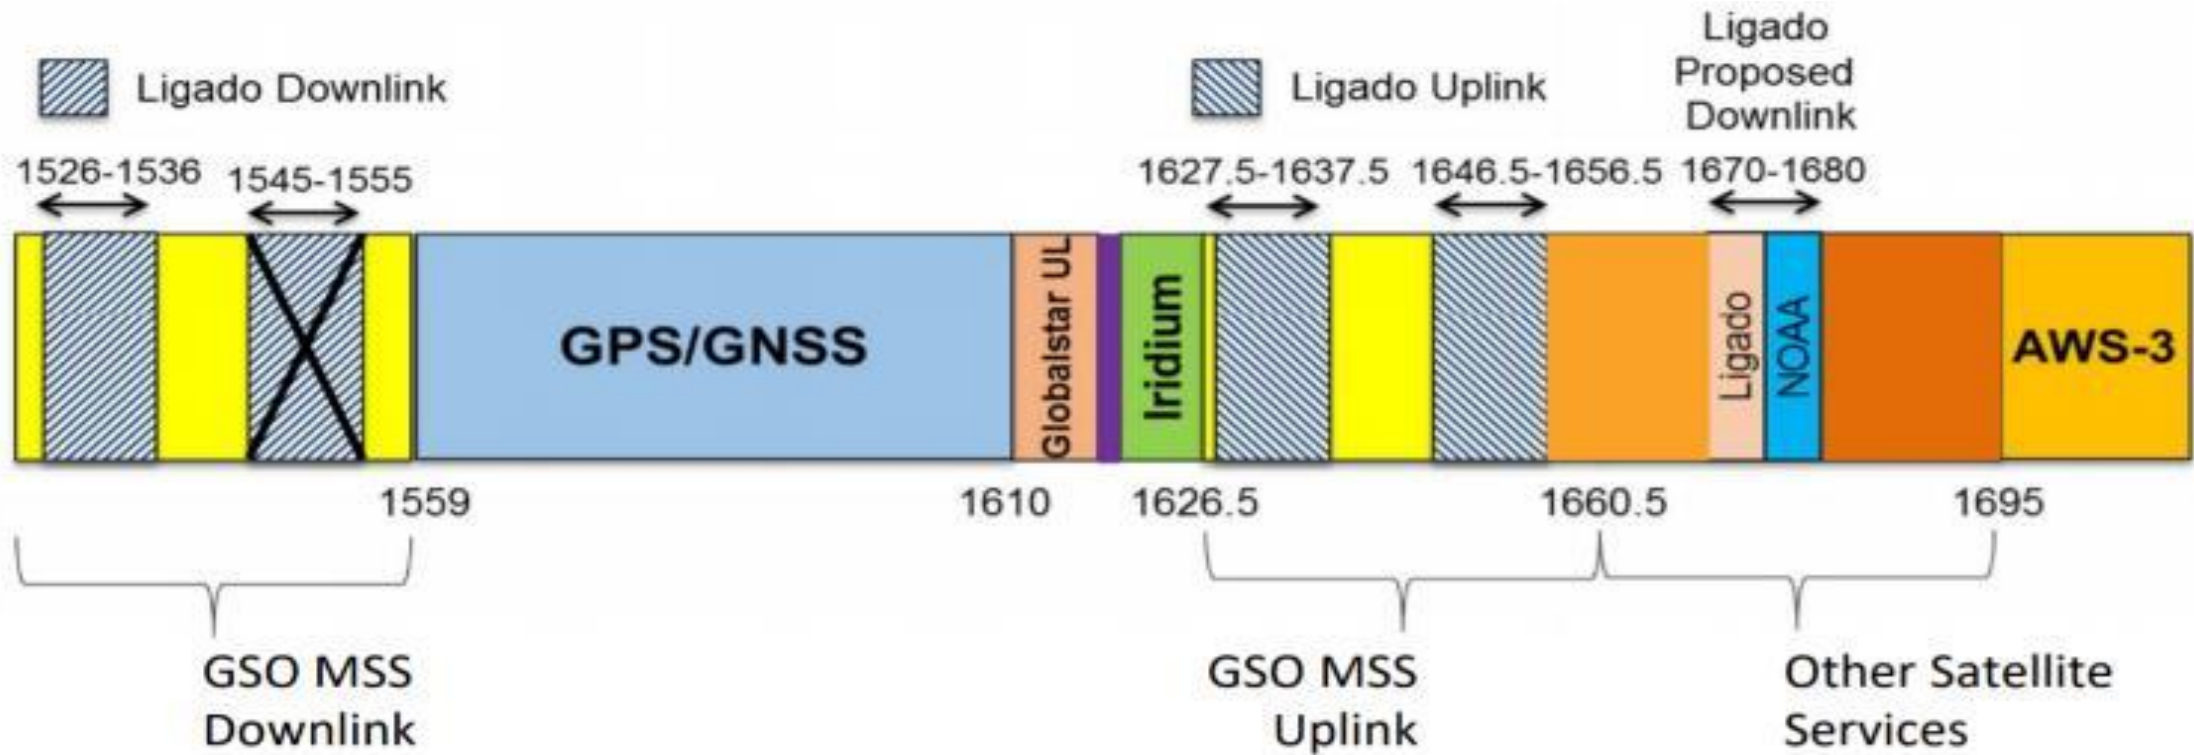 Ligado
Proposed
Downlink
Ligado Downlink
Ligado Uplink
1526-1536
1545-1555
1627.5-1637.5
1646.5-1656.5
1670-1680
GPS/GNSS
Globalstar UL
Iridium
Ligado
NOAA
AWS-3
1559
1610
1626.5
1660.5
1695
GSO MSS
Downlink
GSO MSS
Uplink
Other Satellite
Services